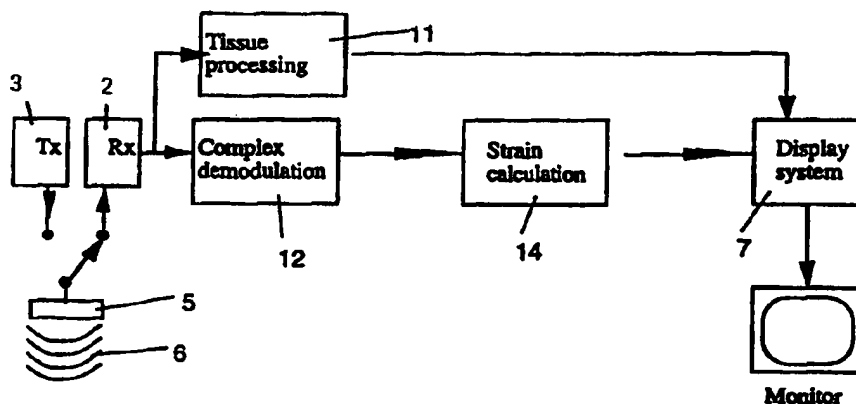 11
Tissue
processing
3
2
Tx
Rx
Complex
demodulation
Strain
calculation
Display
system
12
14
7
5
6
Monitor